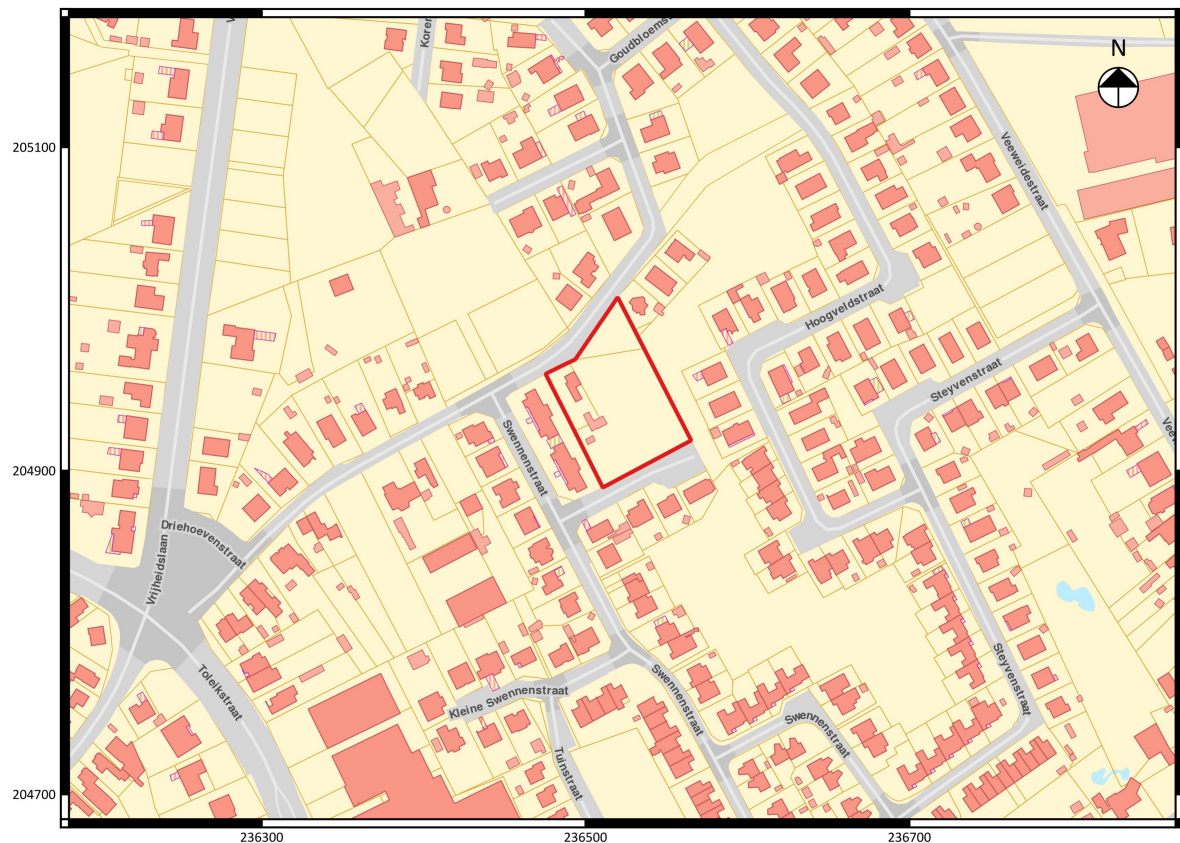 Goudbloems
Koren
N
205100
Veeweidestraat
Hoogveldstraat
Steyvenstraat
204900
Swennenstraat
Driehoevenstraat
Vrijheidslaan
Steyvenstraat
Toleikstraat
Swennenstraat
Kleine Swennenstraat
Swennenstraat
Tuinstraat
204700
236300
236500
236700